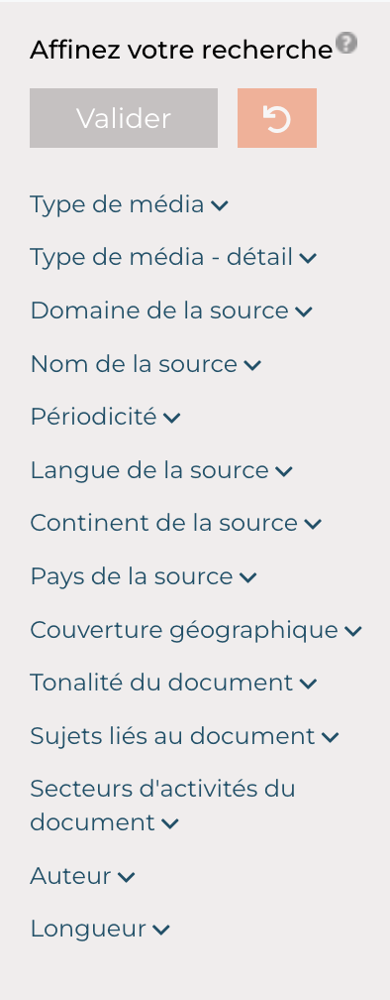 Affinez votre recherche ?
Valider
Type de média
Type de média - détail
Domaine de la source
Nom de la source
Périodicité
Langue de la source
Continent de la source
Pays de la source
Couverture géographique
Tonalité du document
Sujets liés au document
Secteurs d'activités du
document
Auteur
Longueur